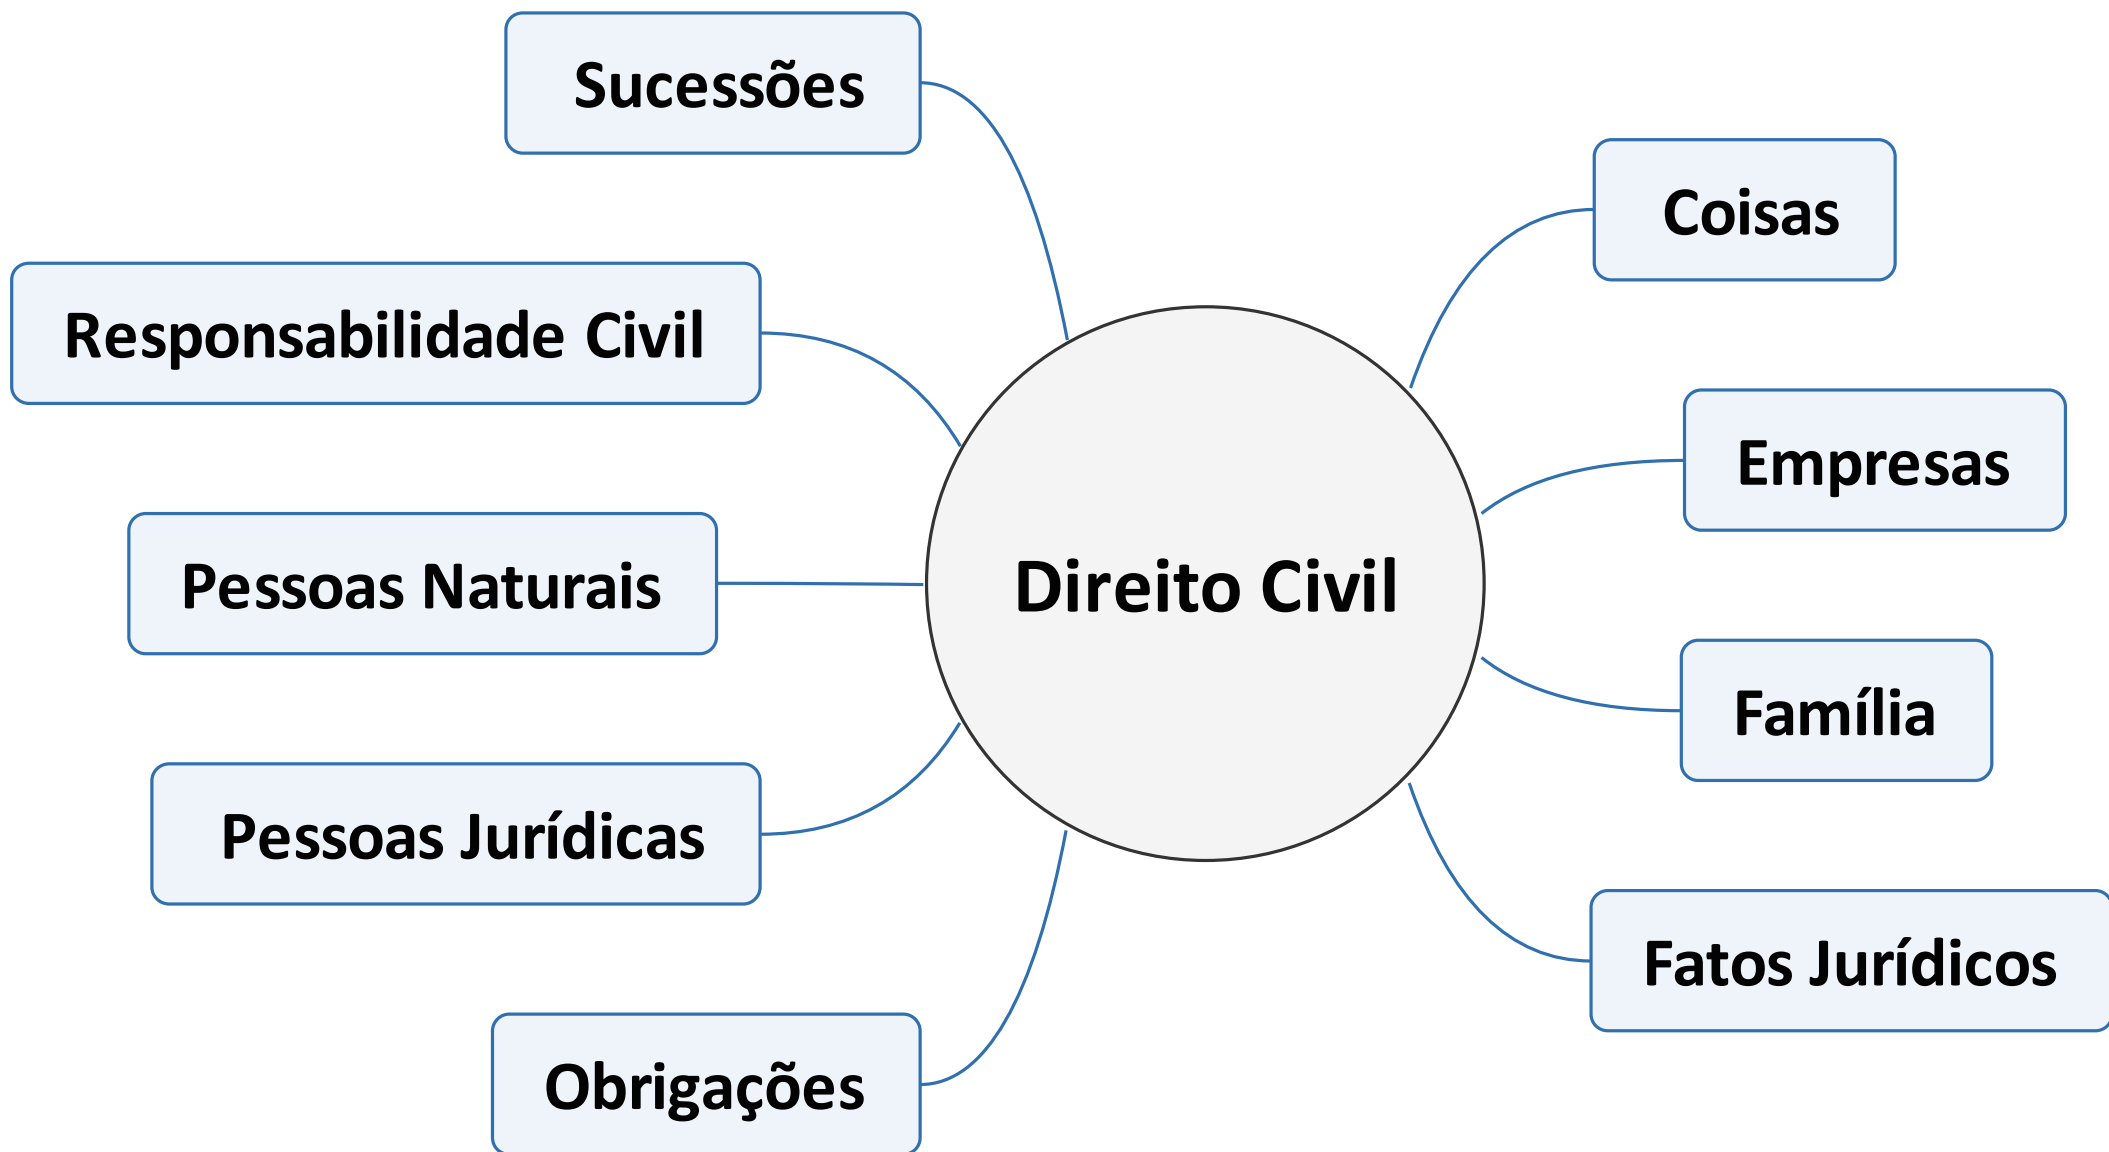 Sucessões
Coisas
Responsabilidade Civil
Empresas
Direito Civil
Pessoas Naturais
Família
Pessoas Jurídicas
Fatos Jurídicos
Obrigações